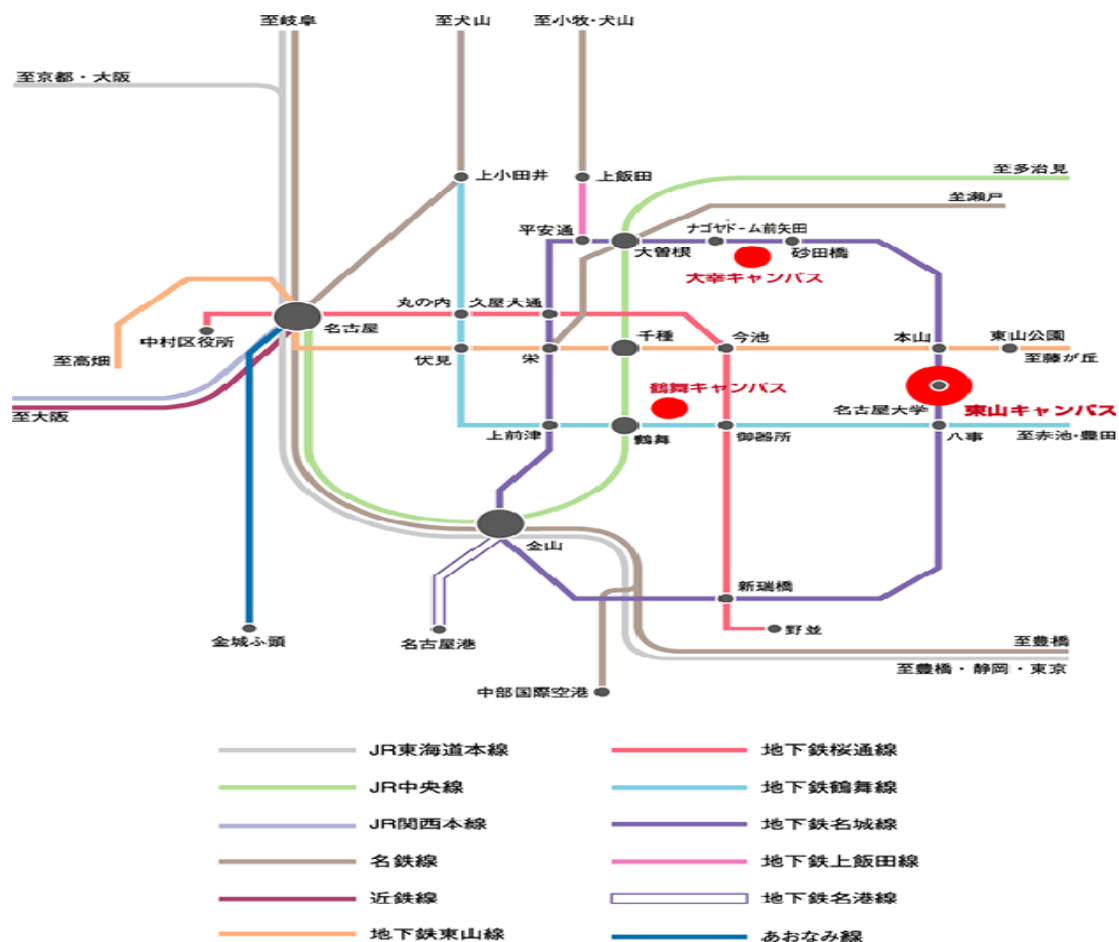 至岐阜
至犬山
至小牧・犬山
至京都・大阪
上小田井
上飯田
至多治見
至瀬戸
平安通
大曽根
ナゴヤドーム前矢田
砂田橋
大幸キャンパス
丸の内
久屋大通
名古屋
中村区役所
千種
今池
本山
東山公園
至高畑
伏見
栄
至藤が丘
鶴舞キャンパス
至大阪
名古屋大学
東山キャンパス
上前津
鶴舞
御器所
八事
至赤池・豊田
金山
新瑞橋
金城ふ頭
名古屋港
野並
至豊橋
至豊橋・静岡・東京
中部国際空港
JR東海道本線
JR中央線
JR関西本線
名鉄線
近鉄線
地下鉄東山線
地下鉄桜通線
地下鉄鶴舞線
地下鉄名城線
地下鉄上飯田線
地下鉄名港線
あおなみ線